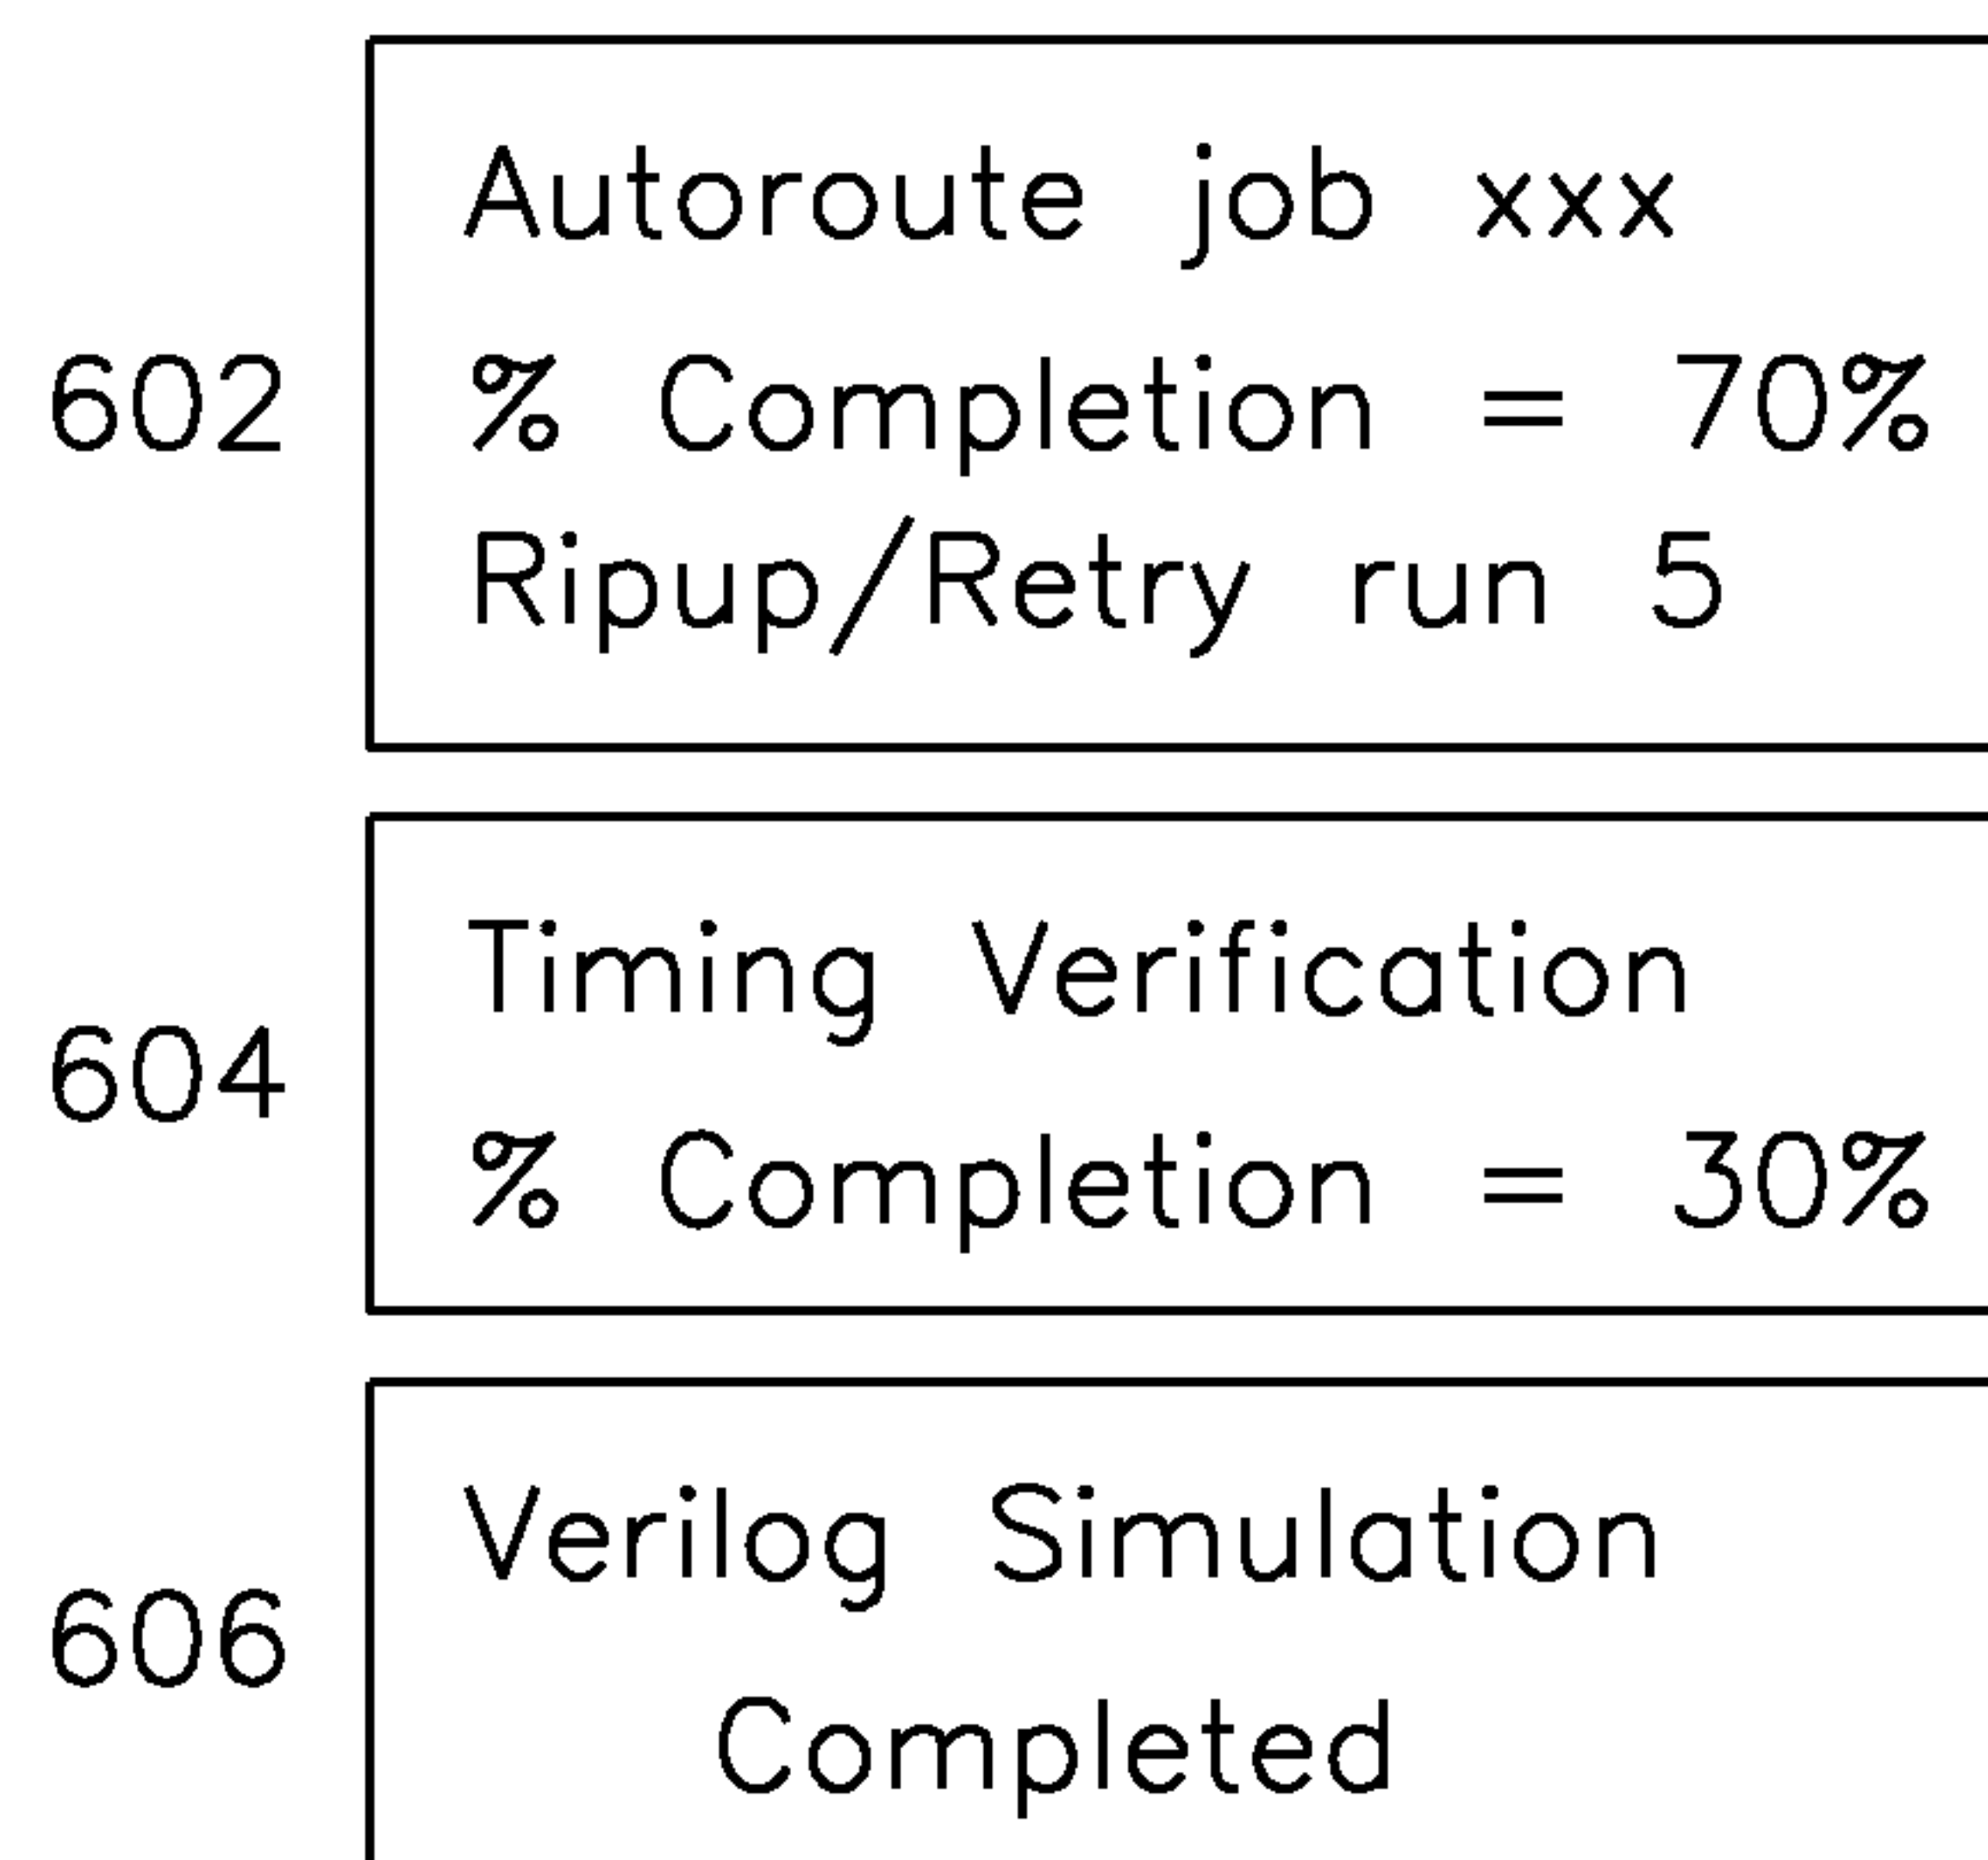 Autoroute job xxx
602 % Completion = 70%
Ripup/Retry run 5
Timing Verification
604
% Completion = 30%
Verilog Simulation
606
Completed